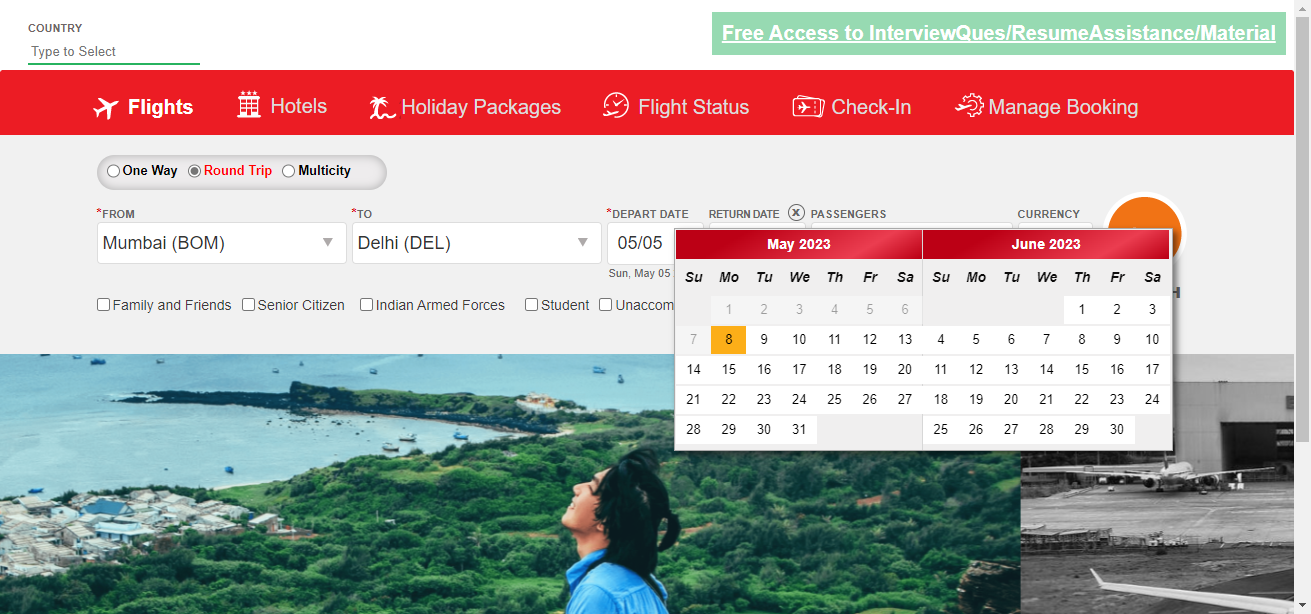 COUNTRY
Type to Select
Free Access to InterviewQues/ResumeAssistance/Material
Flights Hotels Holiday Packages Flight Status Check-In Manage Booking
One Way Round Trip Multicity
*FROM *TO *DEPART DATE RETURN DATE PASSENGERS CURRENCY
Mumbai (BOM) Delhi (DEL) 05/05
Sun, May 05
Family and Friends Senior Citizen Indian Armed Forces Student Unaccom
May 2023 June 2023
Su Mo Tu We Th Fr Sa Su Mo Tu We Th Fr Sa
1 2 3 4 5 6 1 2 3
7 8 9 10 11 12 13 4 5 6 7 8 9 10
14 15 16 17 18 19 20 11 12 13 14 15 16 17
21 22 23 24 25 26 27 18 19 20 21 22 23 24
28 29 30 31 25 26 27 28 29 30